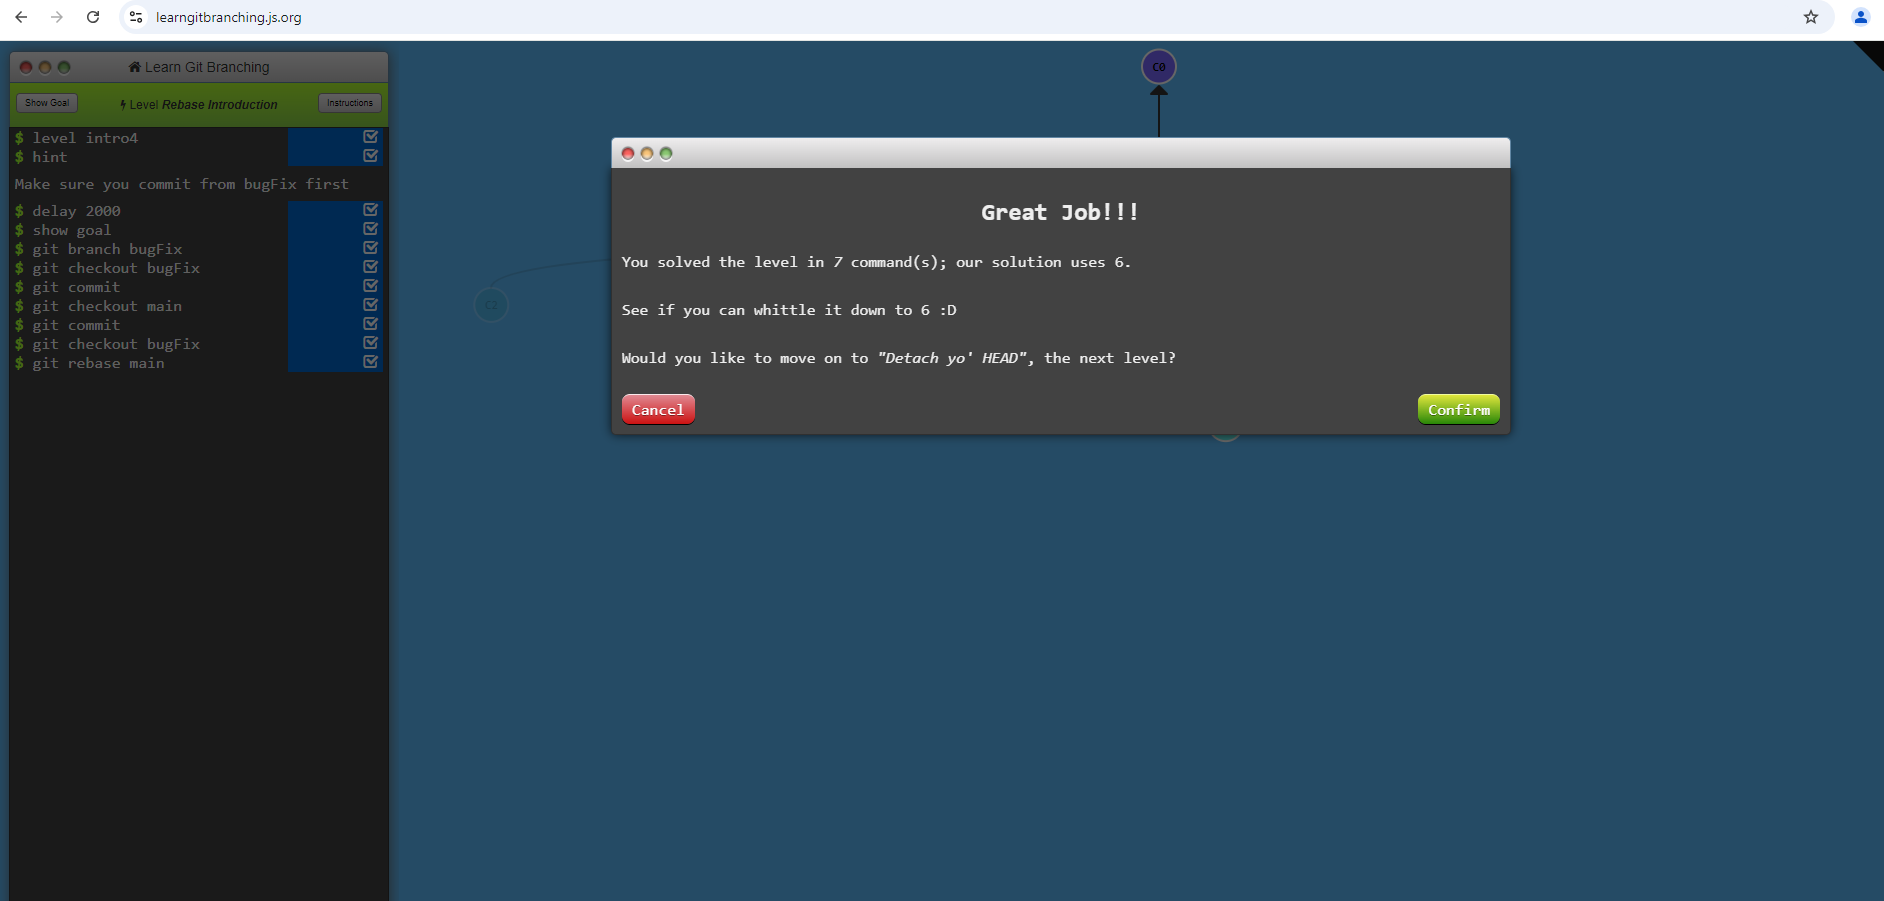 learngitbranching.js.org
Learn Git Branching
Show Goal
Level Rebase Introduction
Instructions
$ level intro4
$ hint
Make sure you commit from bugFix first
$ delay 2000
$ show goal
$ git branch bugFix
$ git checkout bugFix
$ git commit
$ git checkout main
$ git commit
$ git checkout bugFix
$ git rebase main
C0
C2
Great Job!!!
You solved the level in 7 command(s); our solution uses 6.
See if you can whittle it down to 6 :D
Would you like to move on to "Detach yo' HEAD", the next level?
Cancel
Confirm